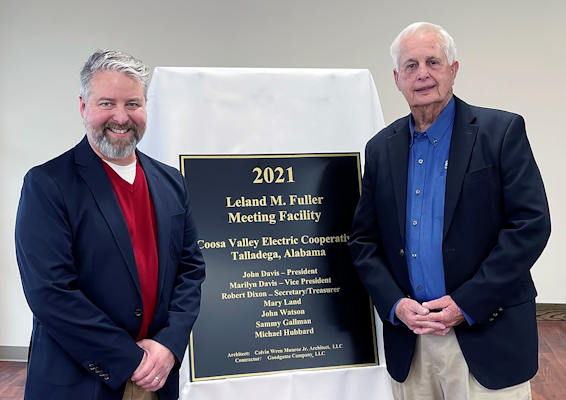 2021
Leland M. Fuller
Meeting Facility
Coosa Valley Electric Cooperative
Talladega, Alabama
John Davis – President
Marilyn Davis – Vice President
Robert Dixon – Secretary/Treasurer
Mary Land
John Watson
Sammy Gallman
Michael Hubbard
Architect: Calvin Wren Munroe Jr. Architect, LLC
Contractor: Goodgame Company, LLC